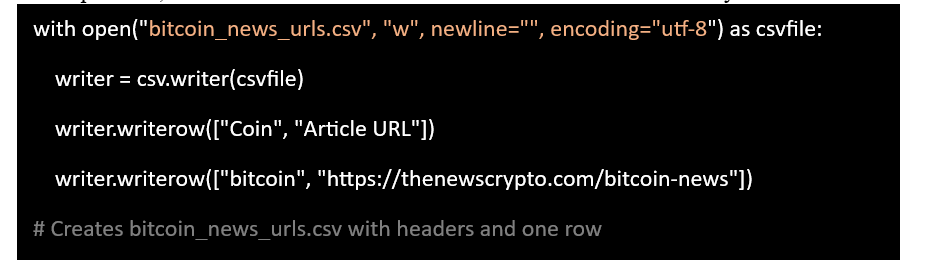 with open("bitcoin_news_urls.csv", "w", newline="", encoding="utf-8") as csvfile:
writer = csv.writer(csvfile)
writer.writerow(["Coin", "Article URL"])
writer.writerow(["bitcoin", "https://thenewscrypto.com/bitcoin-news"])
# Creates bitcoin_news_urls.csv with headers and one row